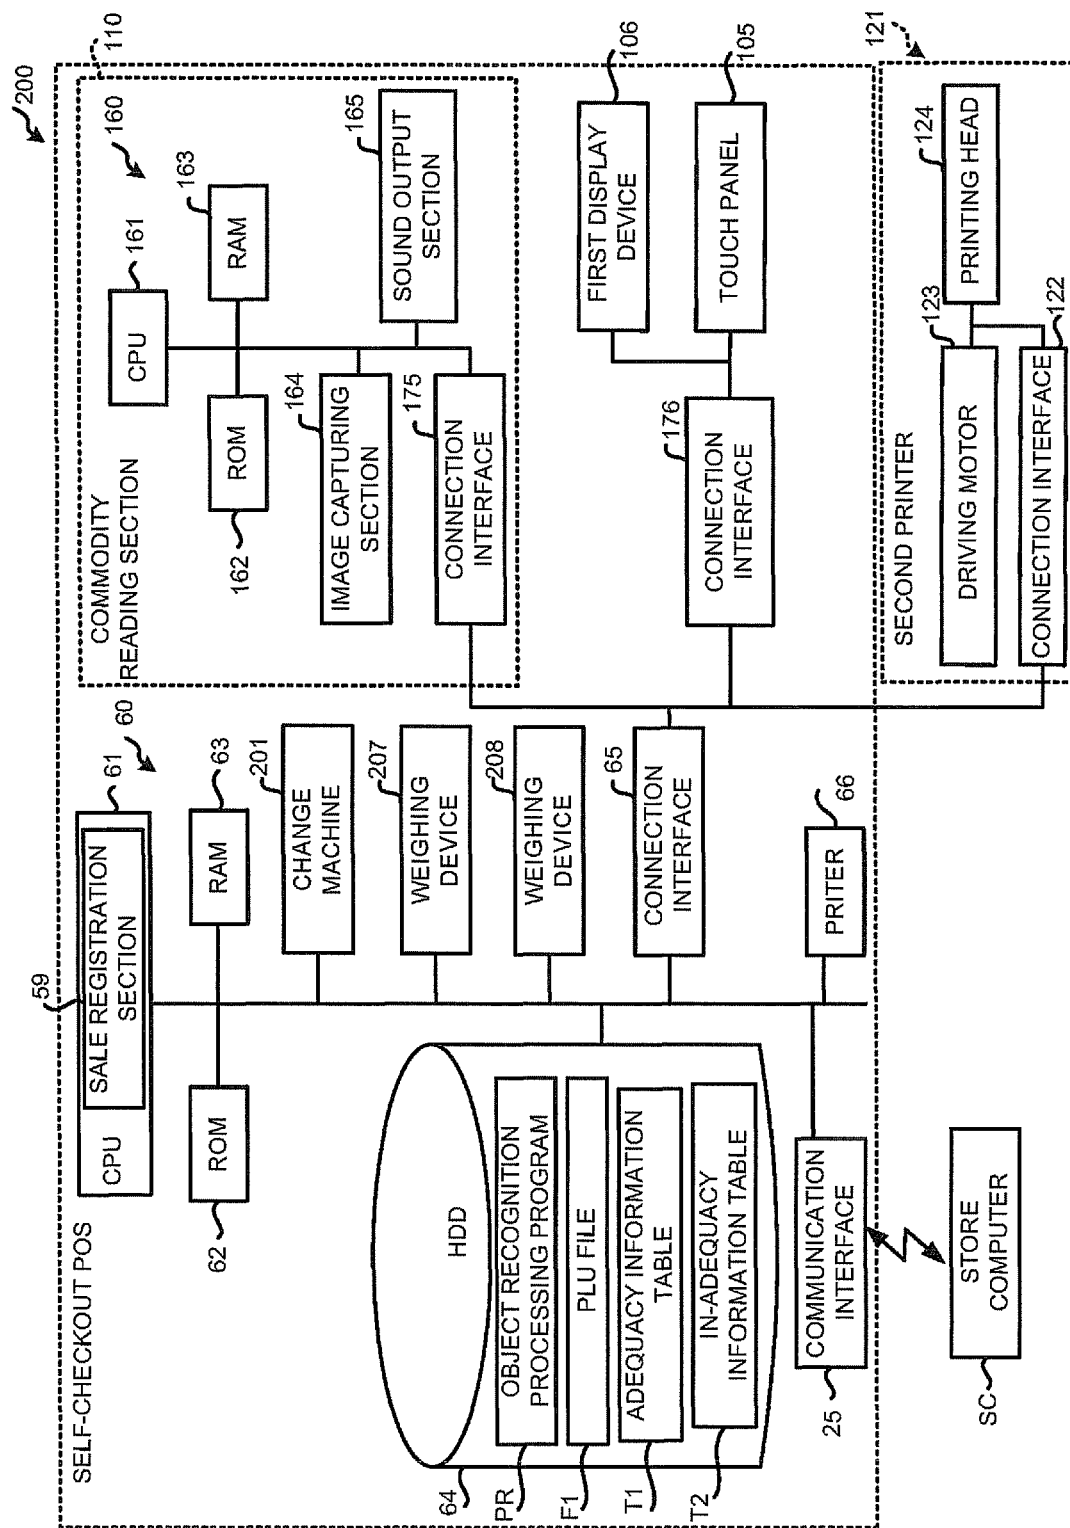 200
SELF-CHECKOUT POS
59
61
60
SALE REGISTRATION
SECTION
CPU
62
ROM
63
RAM
201
CHANGE
MACHINE
207
WEIGHING
DEVICE
208
WEIGHING
DEVICE
65
CONNECTION
INTERFACE
66
PRITER
64
HDD
PR
OBJECT RECOGNITION
PROCESSING PROGRAM
F1
PLU FILE
T1
ADEQUACY INFORMATION
TABLE
T2
IN-ADEQUACY
INFORMATION TABLE
25
COMMUNICATION
INTERFACE
SC
STORE
COMPUTER
110
COMMODITY
READING SECTION
160
161
CPU
162
ROM
163
RAM
164
IMAGE CAPTURING
SECTION
165
SOUND OUTPUT
SECTION
175
CONNECTION
INTERFACE
106
FIRST DISPLAY
DEVICE
105
TOUCH PANEL
176
CONNECTION
INTERFACE
121
SECOND PRINTER
124
PRINTING HEAD
123
DRIVING MOTOR
122
CONNECTION INTERFACE